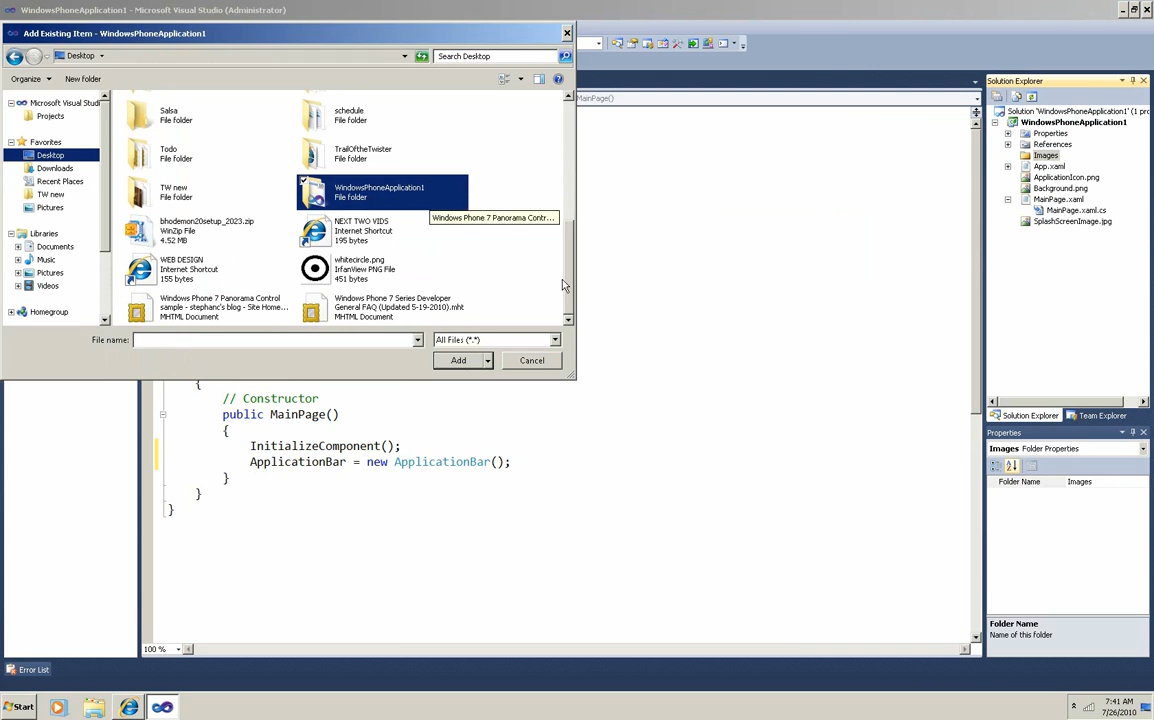 WindowsPhoneApplication1 - Microsoft Visual Studio (Administrator)
Add Existing Item - WindowsPhoneApplication1
Desktop
Search Desktop
Organize
New folder
Microsoft Visual Studi
Projects
Favorites
Desktop
Downloads
Recent Places
TW new
Pictures
Libraries
Documents
Music
Pictures
Videos
Homegroup
Salsa
File folder
schedule
File folder
Todo
File folder
TrailOftheTwister
File folder
TW new
File folder
WindowsPhoneApplication1
File folder
Windows Phone 7 Panorama Contr...
bhodemon20setup_2023.zip
WinZip File
4.52 MB
NEXT TWO VIDS
Internet Shortcut
195 bytes
WEB DESIGN
Internet Shortcut
155 bytes
whitecircle.png
IrfanView PNG File
451 bytes
Windows Phone 7 Panorama Control
sample - stephanc's blog - Site Home...
MHTML Document
Windows Phone 7 Series Developer
General FAQ (Updated 5-19-2010).mht
MHTML Document
File name:
All Files (*.*)
Add
Cancel
MainPage()
{
// Constructor
public MainPage()
{
InitializeComponent();
ApplicationBar = new ApplicationBar();
}
}
}
100 %
Solution Explorer
Solution 'WindowsPhoneApplication1' (1 pro
WindowsPhoneApplication1
Properties
References
Images
App.xaml
ApplicationIcon.png
Background.png
MainPage.xaml
MainPage.xaml.cs
SplashScreenImage.jpg
Solution Explorer
Team Explorer
Properties
Images Folder Properties
Folder Name
Images
Folder Name
Name of this folder
Error List
Start
7:41 AM
7/26/2010